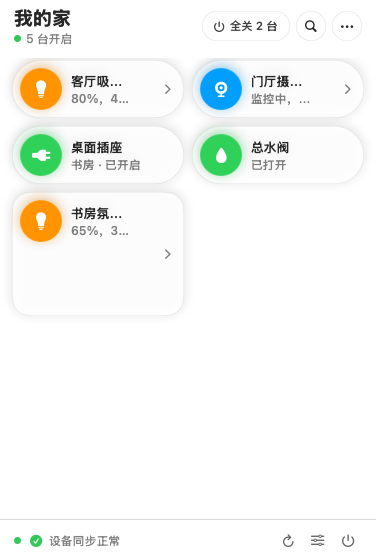 我的家
5 台开启
全关 2 台
客厅吸...
80%，4...
门厅摄...
监控中，...
桌面插座
书房 · 已开启
总水阀
已打开
书房氛...
65%，3...
设备同步正常